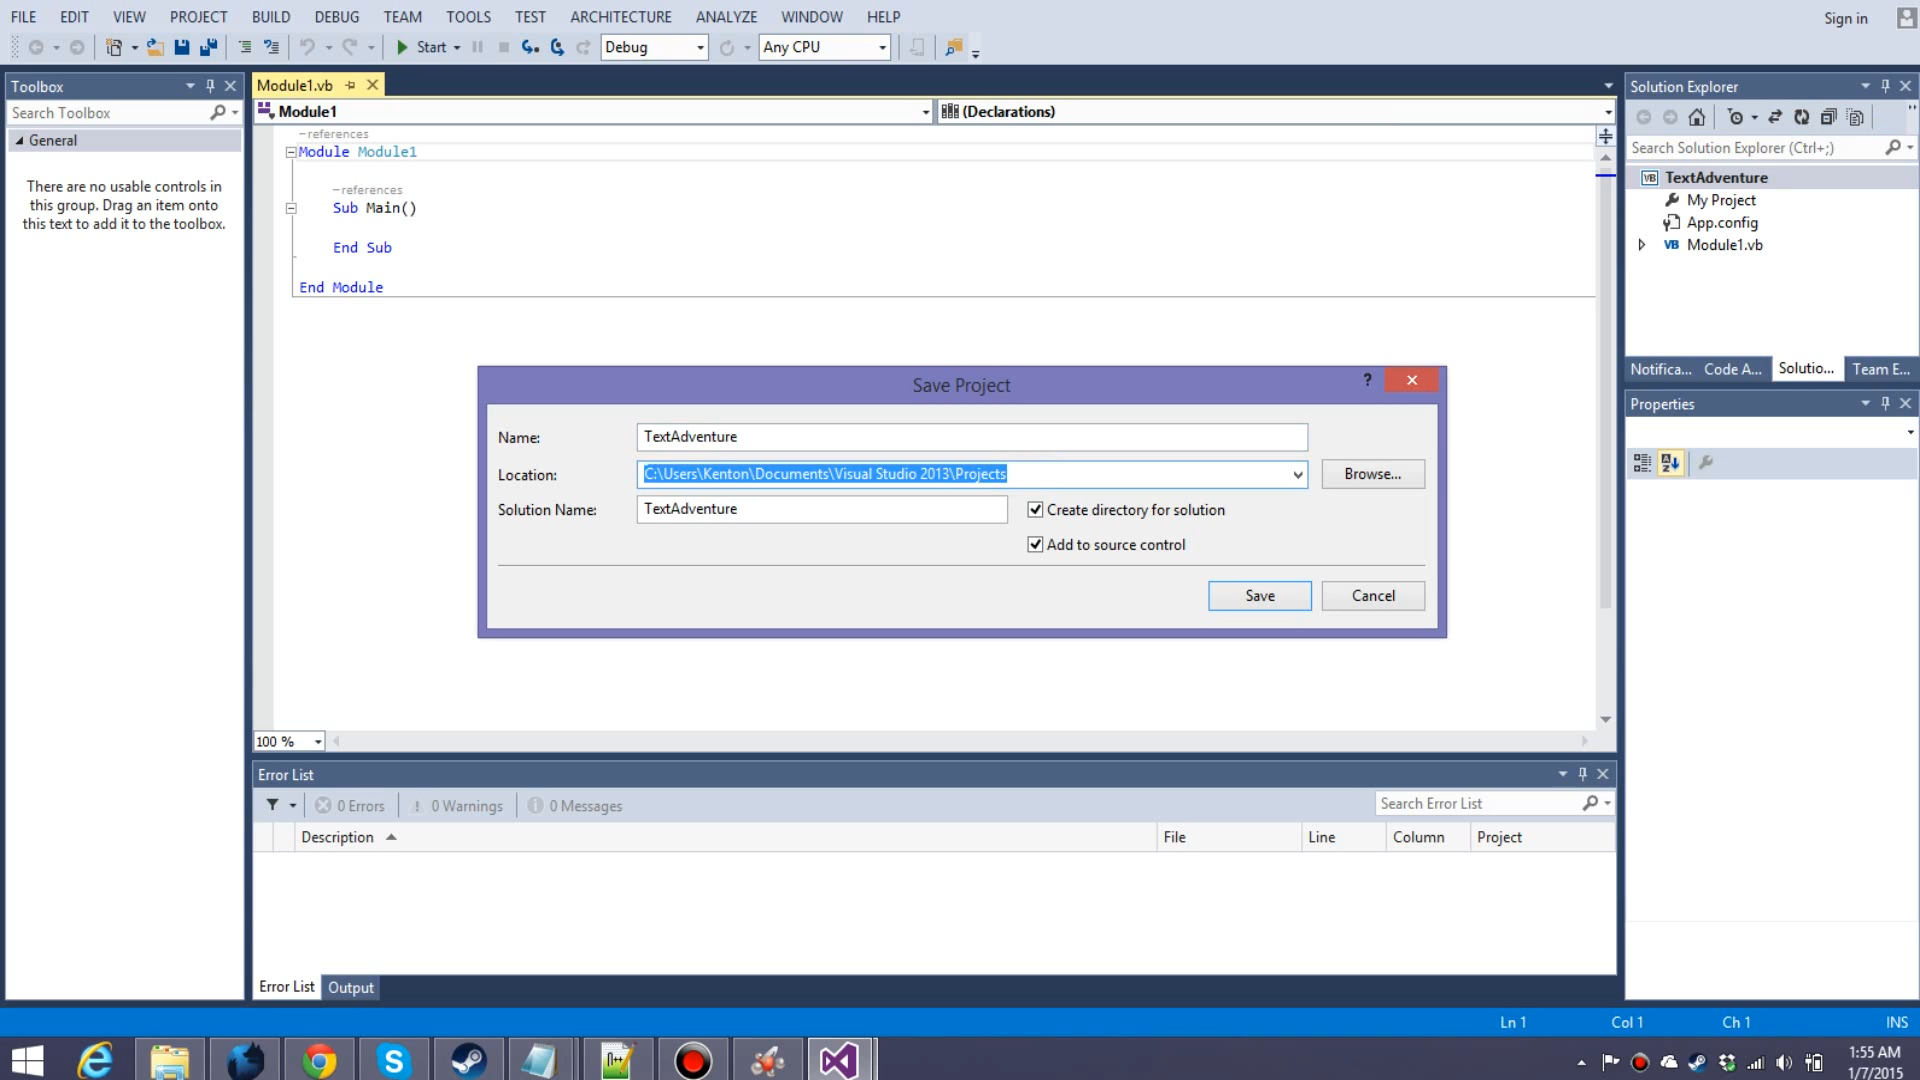 FILE EDIT VIEW PROJECT BUILD DEBUG TEAM TOOLS TEST ARCHITECTURE ANALYZE WINDOW HELP Sign in
Start Debug Any CPU
Toolbox
Search Toolbox
General
There are no usable controls in
this group. Drag an item onto
this text to add it to the toolbox.
Module1.vb
Module1 (Declarations)
references
Module Module1
references
Sub Main()
End Sub
End Module
100 %
Save Project ?
Name: TextAdventure
Location: C:\Users\Kenton\Documents\Visual Studio 2013\Projects Browse...
Solution Name: TextAdventure Create directory for solution
Add to source control
Save Cancel
Error List
0 Errors 0 Warnings 0 Messages Search Error List
Description File Line Column Project
Error List Output
Solution Explorer
Search Solution Explorer (Ctrl+;)
VB TextAdventure
My Project
App.config
VB Module1.vb
Notifica... Code A... Solutio... Team E...
Properties
Ln 1 Col 1 Ch 1 INS
1:55 AM
1/7/2015